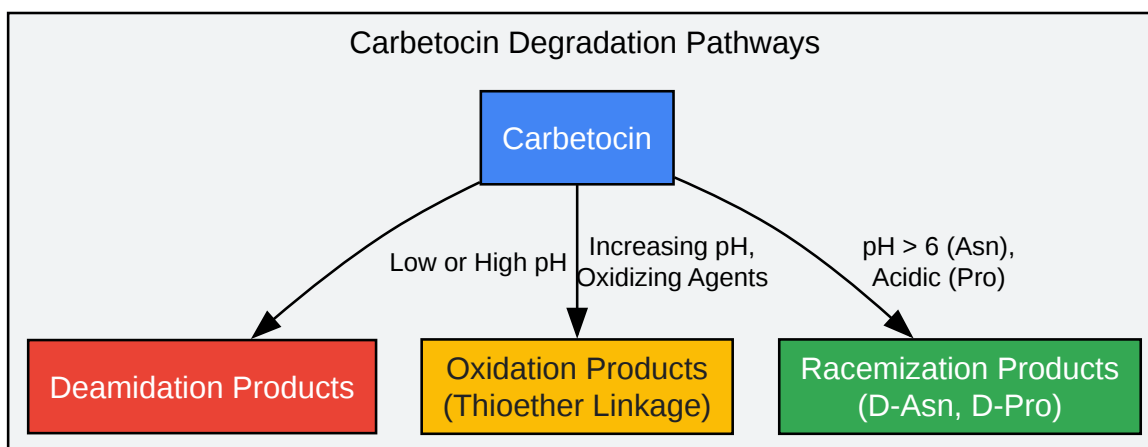 Carbetocin Degradation Pathways
Carbetocin
Low or High pH
Increasing pH,
Oxidizing Agents
pH > 6 (Asn),
Acidic (Pro)
Deamidation Products
Oxidation Products
(Thioether Linkage)
Racemization Products
(D-Asn, D-Pro)